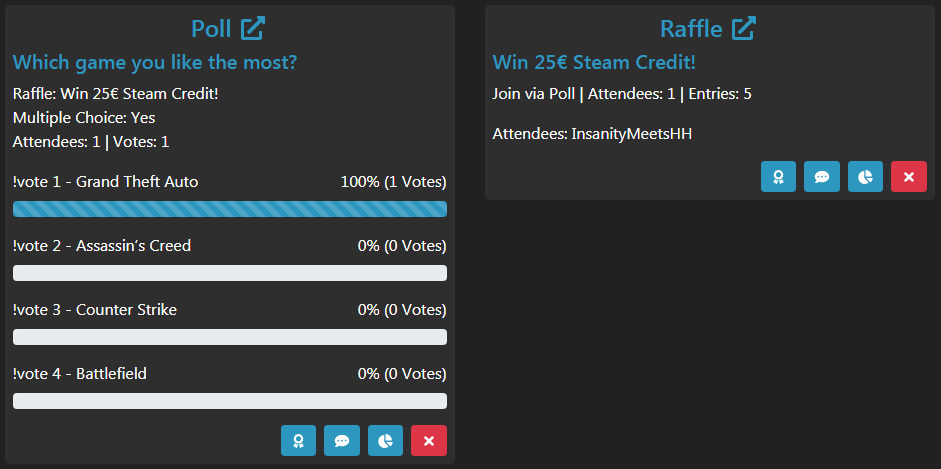 Poll
Which game you like the most?
Raffle: Win 25€ Steam Credit!
Multiple Choice: Yes
Attendees: 1 | Votes: 1
!vote 1 - Grand Theft Auto 100% (1 Votes)
!vote 2 - Assassin's Creed 0% (0 Votes)
!vote 3 - Counter Strike 0% (0 Votes)
!vote 4 - Battlefield 0% (0 Votes)
Raffle
Win 25€ Steam Credit!
Join via Poll | Attendees: 1 | Entries: 5
Attendees: InsanityMeetsHH